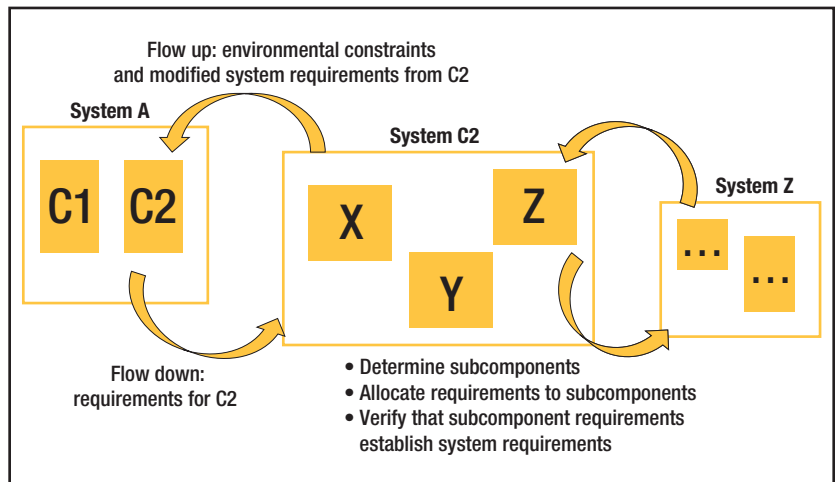 Flow up: environmental constraints
and modified system requirements from C2
System A
System C2
System Z
C1
C2
X
Z
Y
...
...
Flow down:
requirements for C2
• Determine subcomponents
• Allocate requirements to subcomponents
• Verify that subcomponent requirements
establish system requirements